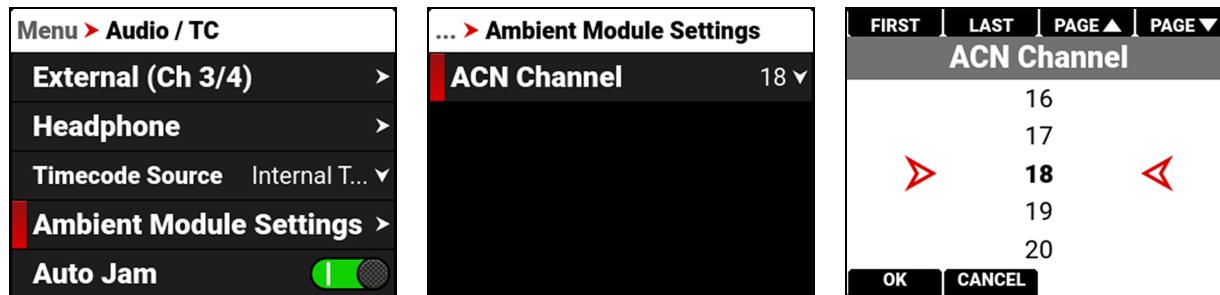 Menu > Audio / TC
External (Ch 3/4)
Headphone
Timecode Source Internal T...
Ambient Module Settings
Auto Jam
... > Ambient Module Settings
ACN Channel 18
FIRST LAST PAGE▲ PAGE▼
ACN Channel
16
17
18
19
20
OK CANCEL